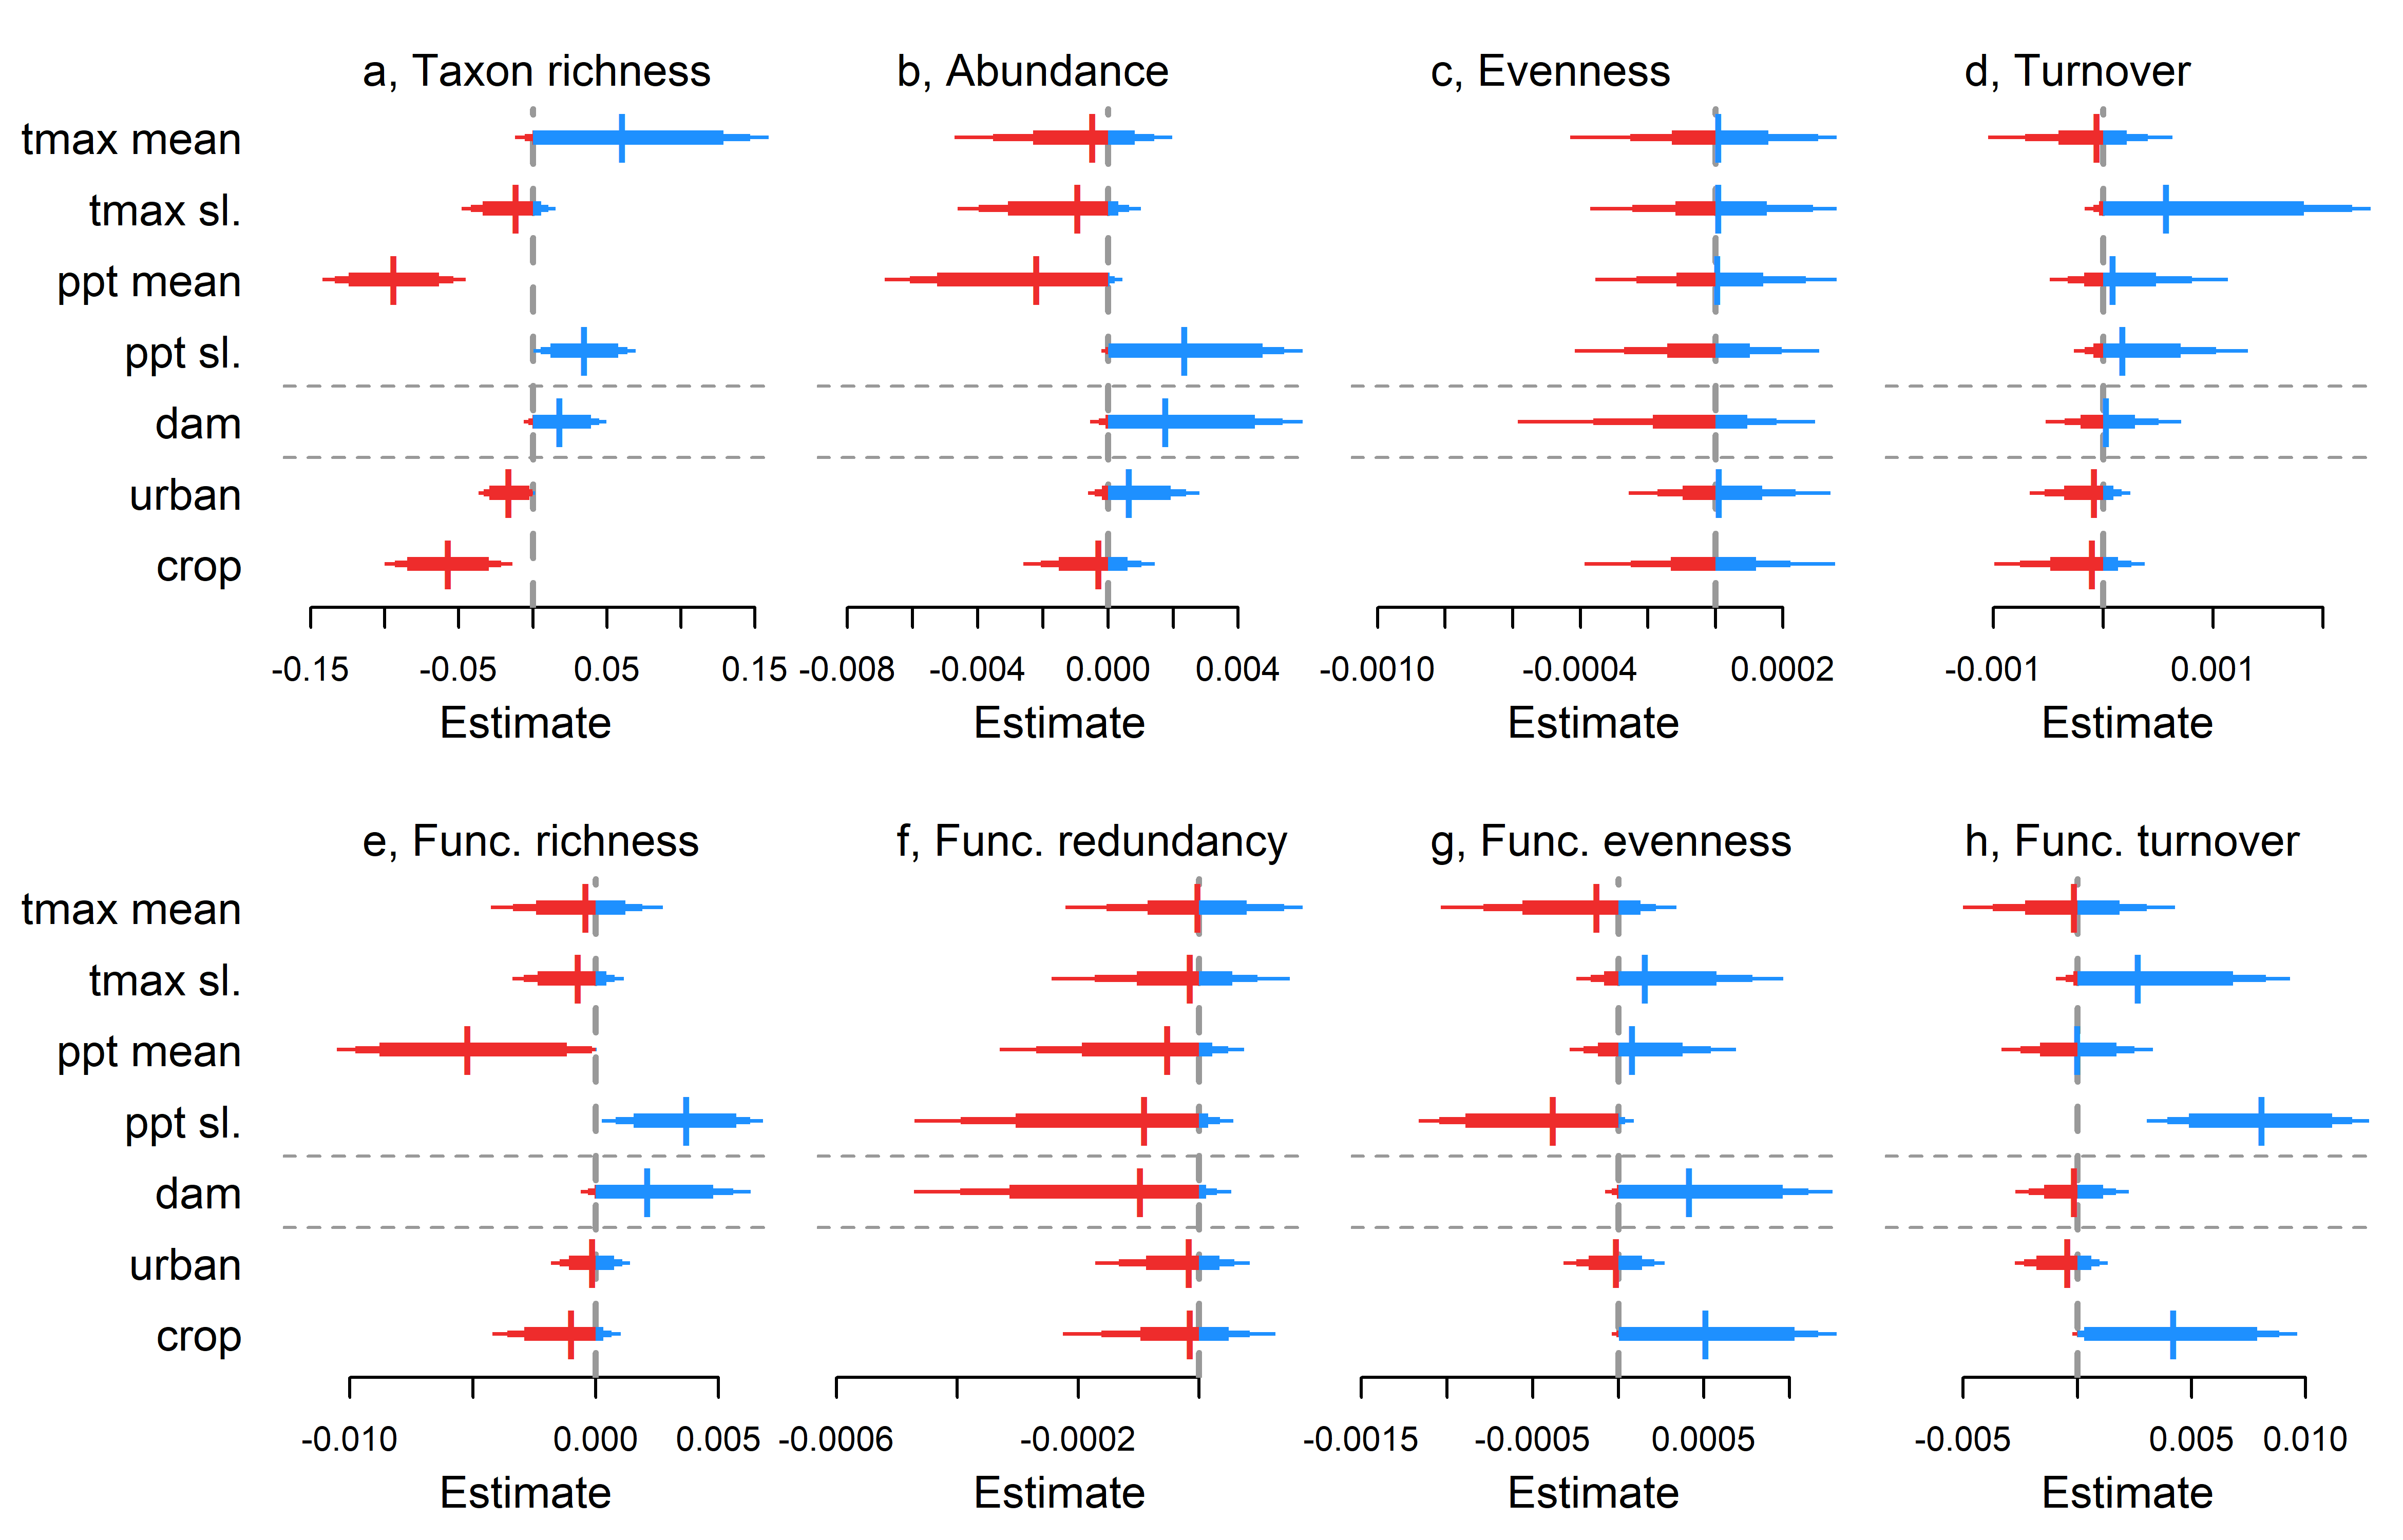 a, Taxon richness b, Abundance c, Evenness d, Turnover
tmax mean
tmax sl.
ppt mean
ppt sl.
dam
urban
crop
-0.15 -0.05 0.05 0.15 -0.008 -0.004 0.000 0.004 -0.0010 -0.0004 0.0002 -0.001 0.001
Estimate Estimate Estimate Estimate
e, Func. richness f, Func. redundancy g, Func. evenness h, Func. turnover
tmax mean
tmax sl.
ppt mean
ppt sl.
dam
urban
crop
-0.010 0.000 0.005 -0.0006 -0.0002 -0.0015 -0.0005 0.0005 -0.005 0.005 0.010
Estimate Estimate Estimate Estimate